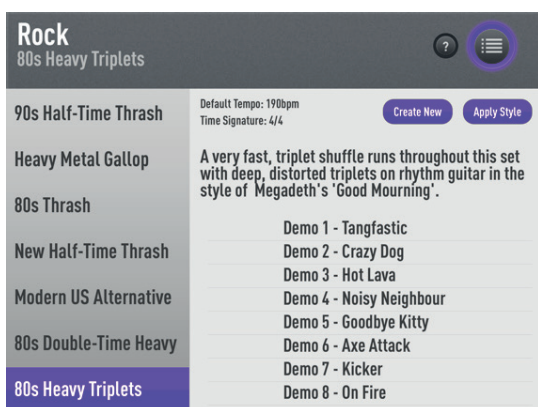 Rock
80s Heavy Triplets
?
90s Half-Time Thrash
Heavy Metal Gallop
80s Thrash
New Half-Time Thrash
Modern US Alternative
80s Double-Time Heavy
80s Heavy Triplets
Default Tempo: 190bpm
Time Signature: 4/4
Create New
Apply Style
A very fast, triplet shuffle runs throughout this set
with deep, distorted triplets on rhythm guitar in the
style of Megadeth's 'Good Mourning'.
Demo 1 - Tangfastic
Demo 2 - Crazy Dog
Demo 3 - Hot Lava
Demo 4 - Noisy Neighbour
Demo 5 - Goodbye Kitty
Demo 6 - Axe Attack
Demo 7 - Kicker
Demo 8 - On Fire